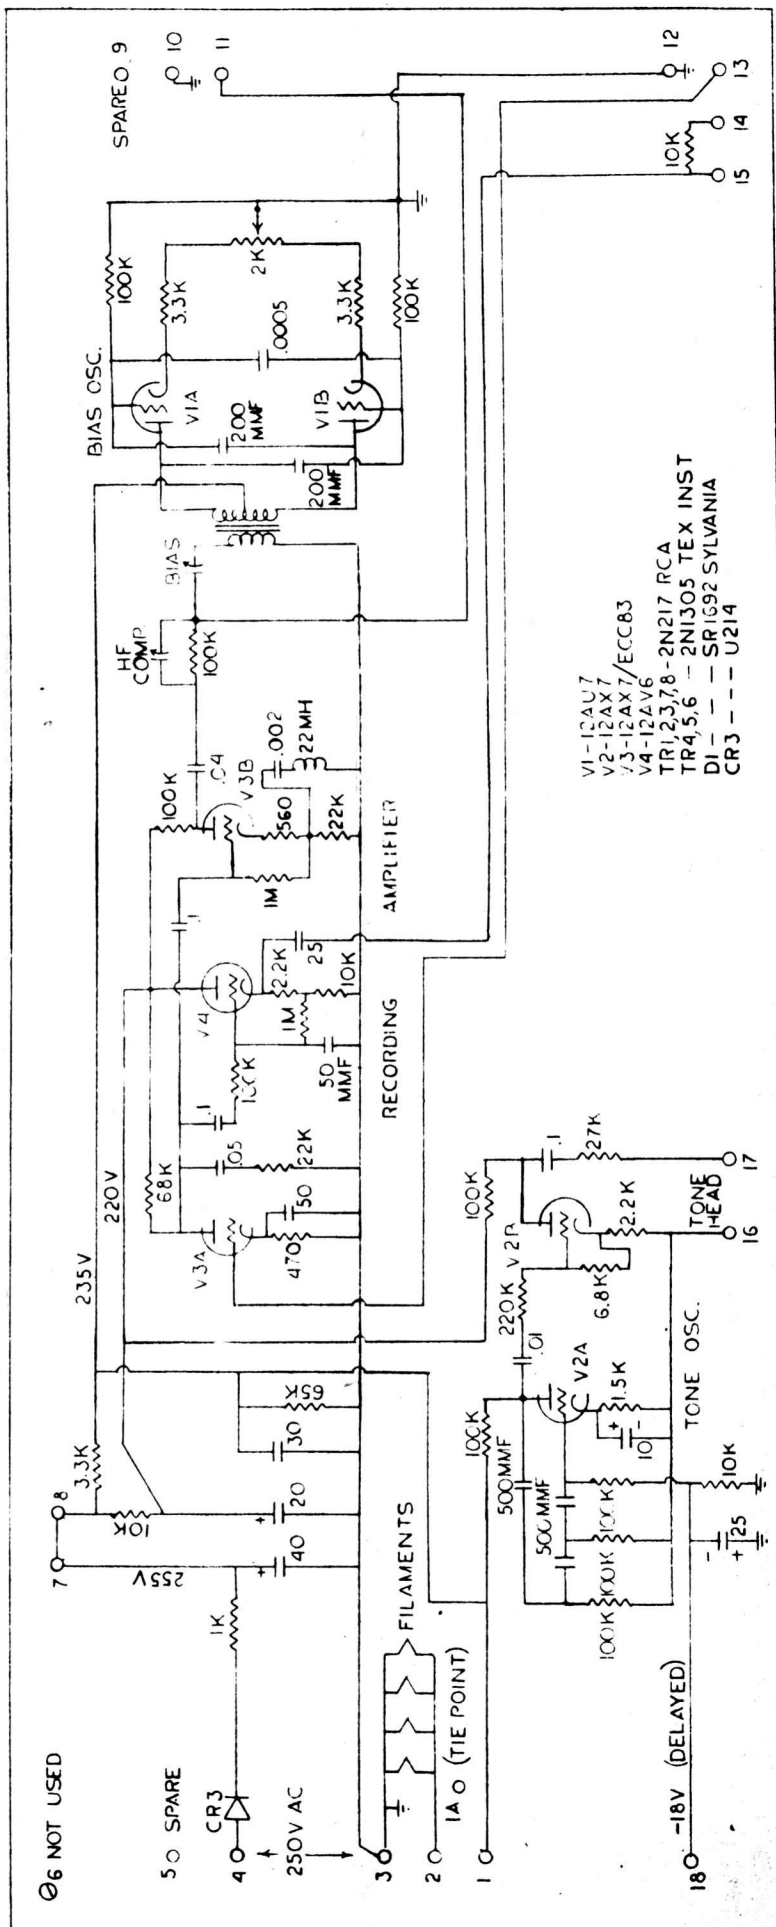 ⌀6 NOT USED
5 O SPARE
CR3
4
250V AC
3
2
1A O (TIE POINT)
1
-18V (DELAYED)
18
FILAMENTS
7
8
255V
1K
10K
3.3K
40
20
30
65K
235V
220V
68K
V3A
470
50
.05
22K
.1
100K
V4
1M
50
MMF
2.2K
10K
25
RECORDING
AMPLIFIER
.1
1M
100K
V3B
560
22K
.04
.002
22MH
HF
COMP.
100K
BIAS
BIAS OSC.
V1A
V1B
200
MMF
200
MMF
.0005
100K
3.3K
2K
3.3K
100K
SPARE O 9
10
11
12
13
14
15
10K
100K
500MMF
500MMF
100K
100K
100K
25
10K
V2A
1.5K
10
.01
220K
V2B
6.8K
2.2K
100K
.1
27K
TONE OSC.
TONE
HEAD
16
17
V1-12AU7
V2-12AX7
V3-12AX7/ECC83
V4-12AV6
TR1,2,3,7,8-2N217 RCA
TR4,5,6 - 2N1305 TEX INST
D1 - - - SR1692 SYLVANIA
CR3 - - - U214